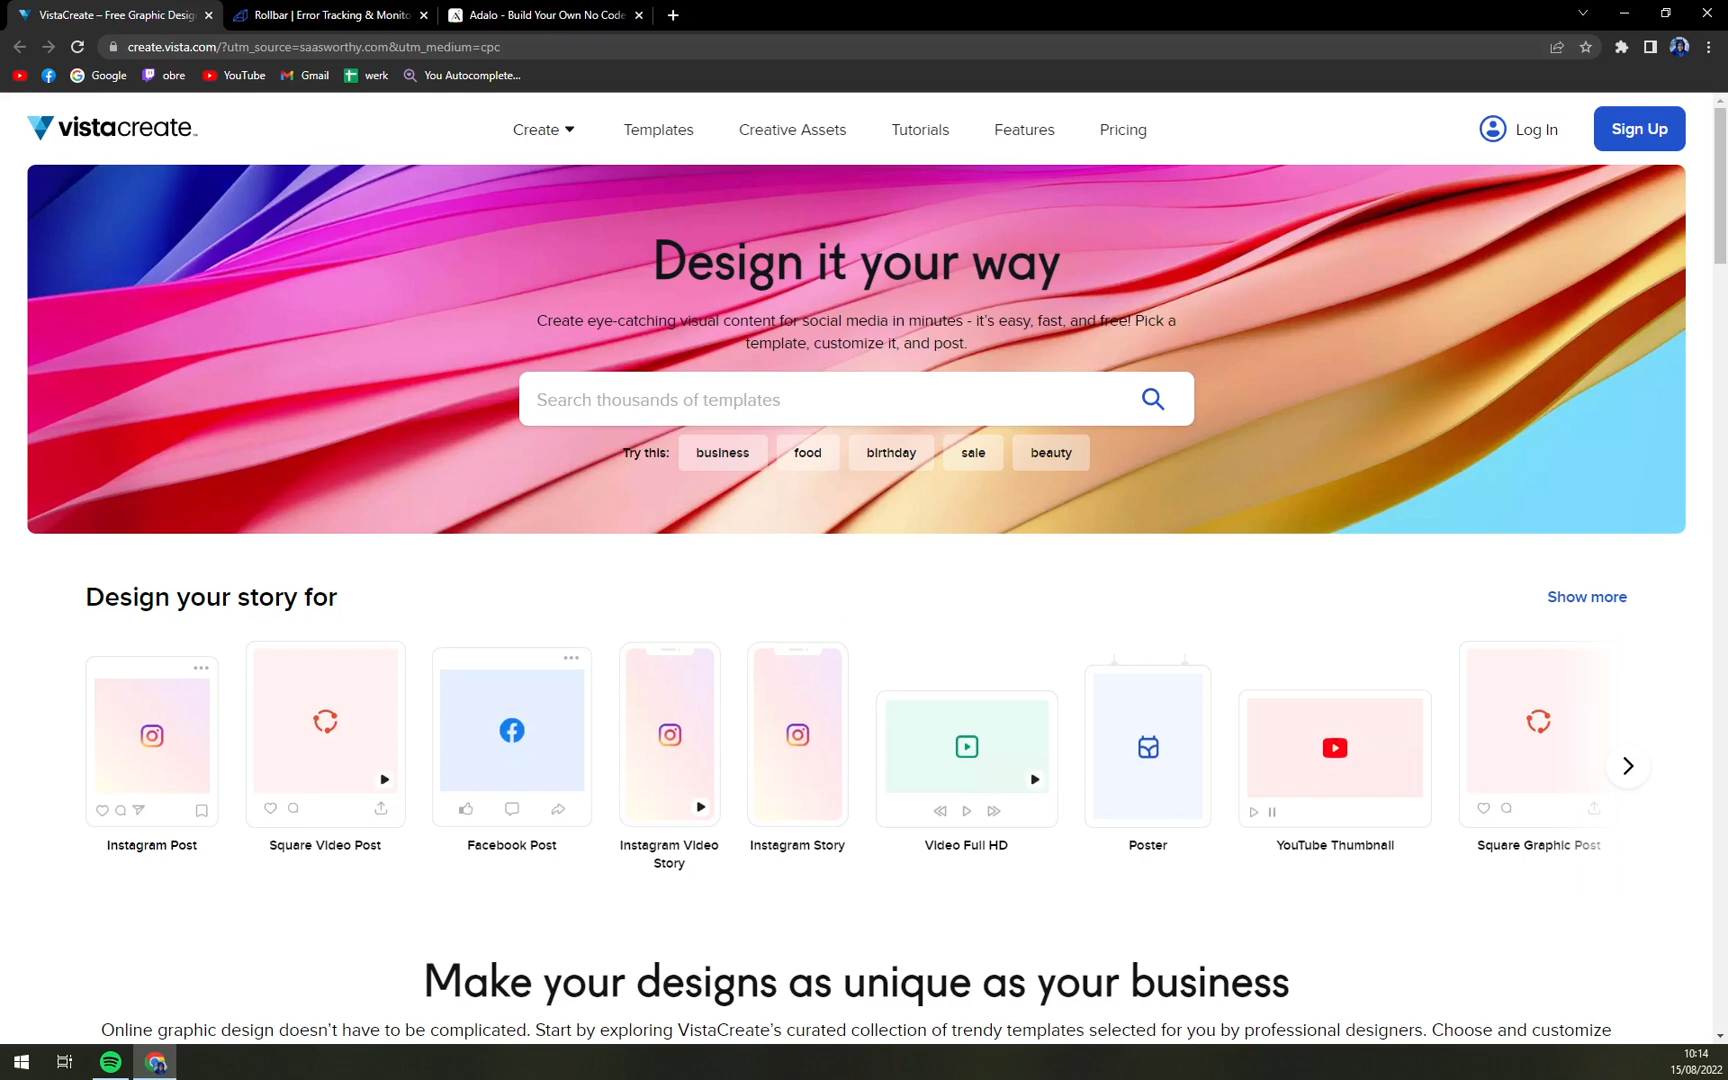 VistaCreate – Free Graphic Desig
Rollbar | Error Tracking & Monito
Adalo - Build Your Own No Code
create.vista.com/?utm_source=saasworthy.com&utm_medium=cpc
Google
obre
YouTube
Gmail
werk
You Autocomplete...
vistacreate
Create
Templates
Creative Assets
Tutorials
Features
Pricing
Log In
Sign Up
Design it your way
Create eye-catching visual content for social media in minutes - it's easy, fast, and free! Pick a
template, customize it, and post.
Search thousands of templates
Try this:
business
food
birthday
sale
beauty
Design your story for
Show more
Instagram Post
Square Video Post
Facebook Post
Instagram Video
Story
Instagram Story
Video Full HD
Poster
YouTube Thumbnail
Square Graphic Post
Make your designs as unique as your business
Online graphic design doesn't have to be complicated. Start by exploring VistaCreate's curated collection of trendy templates selected for you by professional designers. Choose and customize
10:14
15/08/2022